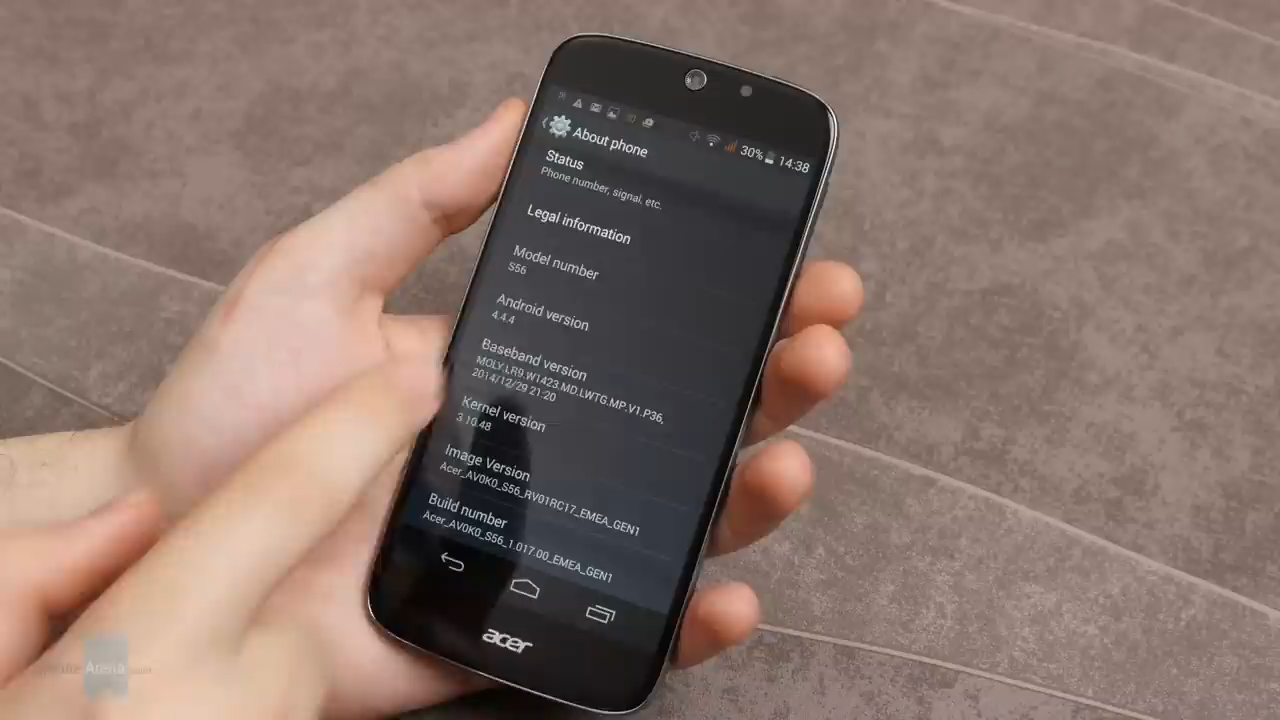 30% 14:38
About phone
Status
Phone number, signal, etc.
Legal information
Model number
S56
Android version
4.4.4
Baseband version
MOLY.LR9.W1423.MD.LWTG.MP.V1.P36,
2014/12/29 21:20
Kernel version
3.10.48
Image Version
Acer_AV0K0_S56_RV01RC17_EMEA_GEN1
Build number
Acer_AV0K0_S56_1.017.00_EMEA_GEN1
acer
Arena